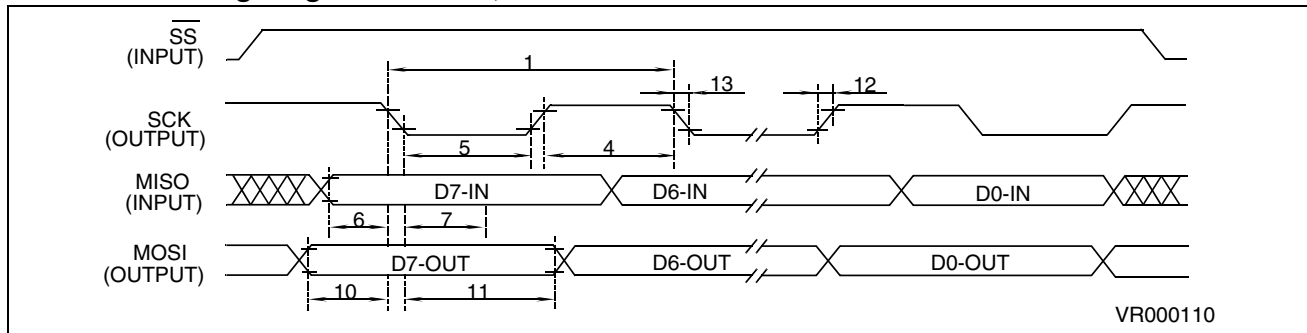 SS
(INPUT)
1
13
12
SCK
(OUTPUT)
5
4
MISO
(INPUT)
D7-IN
D6-IN
D0-IN
6
7
MOSI
(OUTPUT)
D7-OUT
D6-OUT
D0-OUT
10
11
VR000110